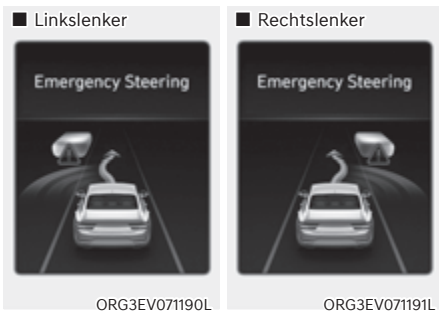 ■ Linkslenker
Emergency Steering
ORG3EV071190L
■ Rechtslenker
Emergency Steering
ORG3EV071191L